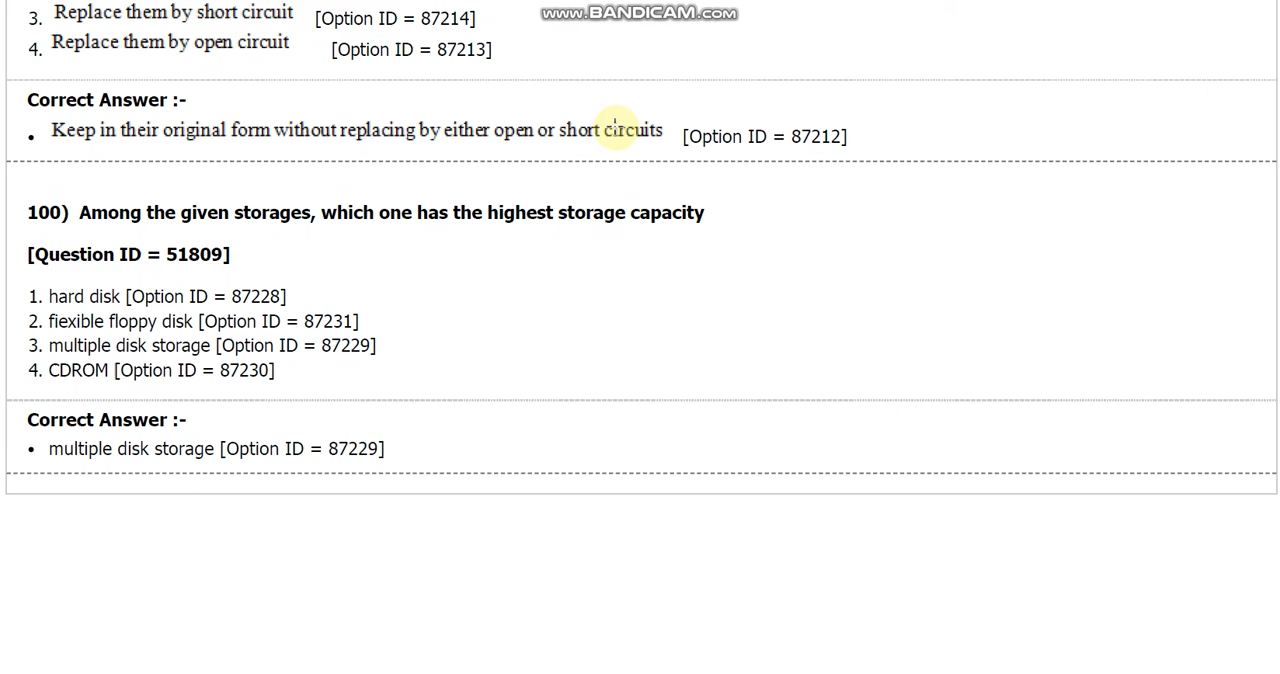 www.BANDICAM.com
3. Replace them by short circuit [Option ID = 87214]
4. Replace them by open circuit [Option ID = 87213]
Correct Answer :-
• Keep in their original form without replacing by either open or short circuits [Option ID = 87212]
100) Among the given storages, which one has the highest storage capacity
[Question ID = 51809]
1. hard disk [Option ID = 87228]
2. fiexible floppy disk [Option ID = 87231]
3. multiple disk storage [Option ID = 87229]
4. CDROM [Option ID = 87230]
Correct Answer :-
• multiple disk storage [Option ID = 87229]